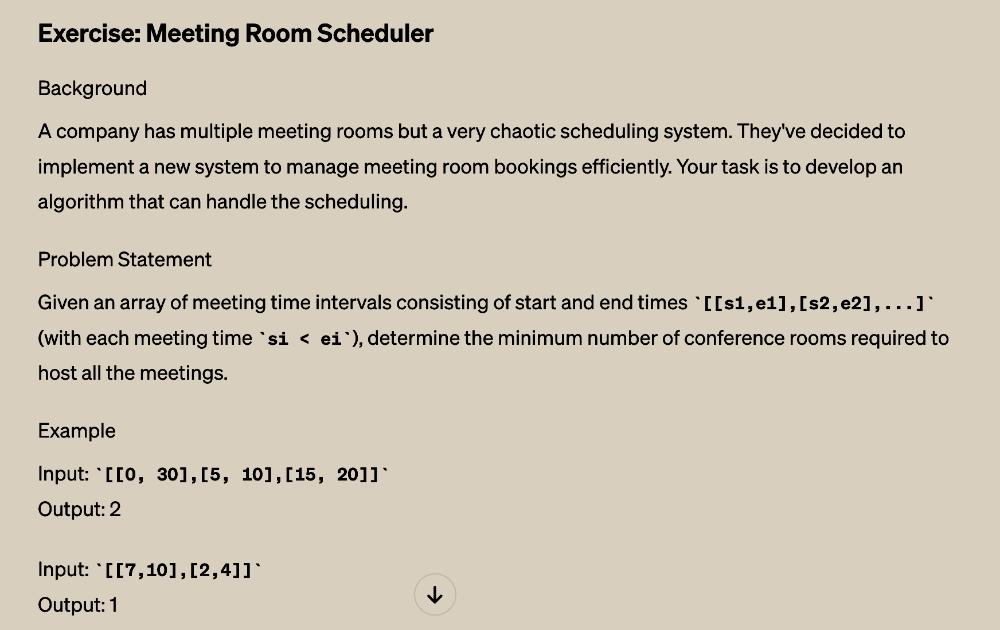 Exercise: Meeting Room Scheduler
Background
A company has multiple meeting rooms but a very chaotic scheduling system. They've decided to
implement a new system to manage meeting room bookings efficiently. Your task is to develop an
algorithm that can handle the scheduling.
Problem Statement
Given an array of meeting time intervals consisting of start and end times `[[s1,e1],[s2,e2],...]`
(with each meeting time `si < ei`), determine the minimum number of conference rooms required to
host all the meetings.
Example
Input: `[[0, 30],[5, 10],[15, 20]]`
Output: 2
Input: `[[7,10],[2,4]]`
Output: 1